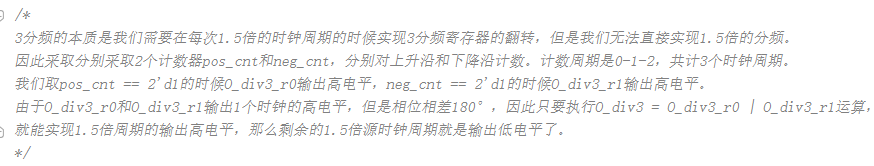 /*
3分频的本质是我们需要在每次1.5倍的时钟周期的时候实现3分频寄存器的翻转，但是我们无法直接实现1.5倍的分频。
因此采取分别采取2个计数器pos_cnt和neg_cnt，分别对上升沿和下降沿计数。计数周期是0-1-2，共计3个时钟周期。
我们取pos_cnt == 2'd1的时候O_div3_r0输出高电平，neg_cnt == 2'd1的时候O_div3_r1输出高电平。
由于O_div3_r0和O_div3_r1输出1个时钟的高电平，但是相位相差180°，因此只要执行O_div3 = O_div3_r0 | O_div3_r1运算，
就能实现1.5倍周期的输出高电平，那么剩余的1.5倍源时钟周期就是输出低电平了。
*/